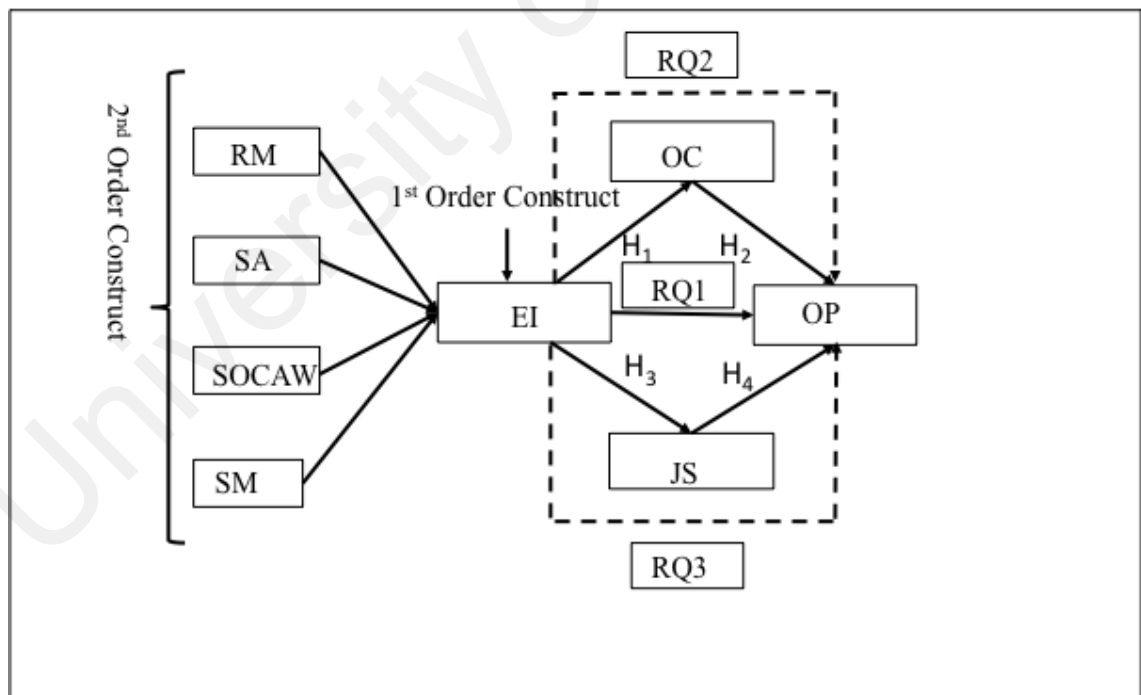 RQ2
2nd Order Construct
RM
OC
1st Order Construct
H1
H2
SA
RQ1
EI
OP
SOCAW
H3
H4
SM
JS
RQ3
University